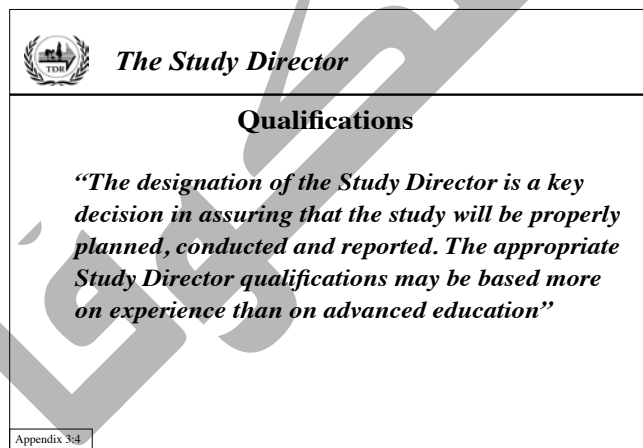 TDR
The Study Director
Qualifications
“The designation of the Study Director is a key
decision in assuring that the study will be properly
planned, conducted and reported. The appropriate
Study Director qualifications may be based more
on experience than on advanced education”
Appendix 3:4